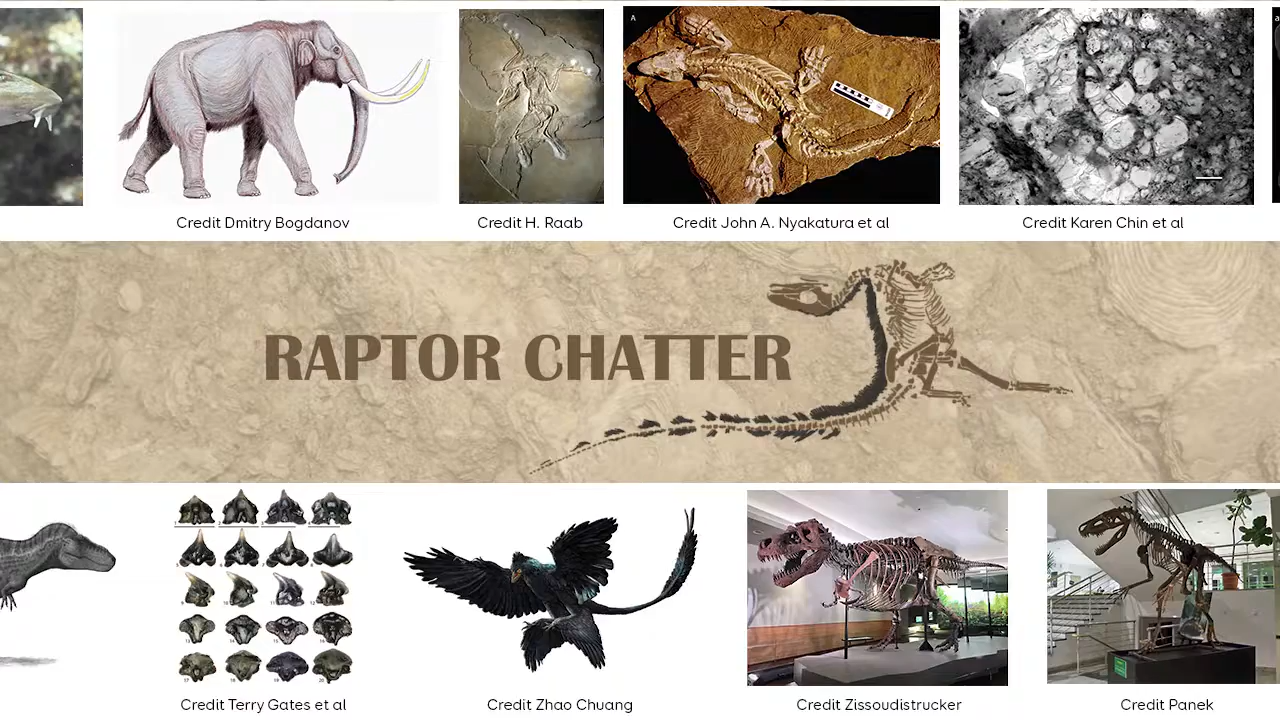 A
Credit Dmitry Bogdanov
Credit H. Raab
Credit John A. Nyakatura et al
Credit Karen Chin et al
RAPTOR CHATTER
Credit Terry Gates et al
Credit Zhao Chuang
Credit Zissoudistrucker
Credit Panek